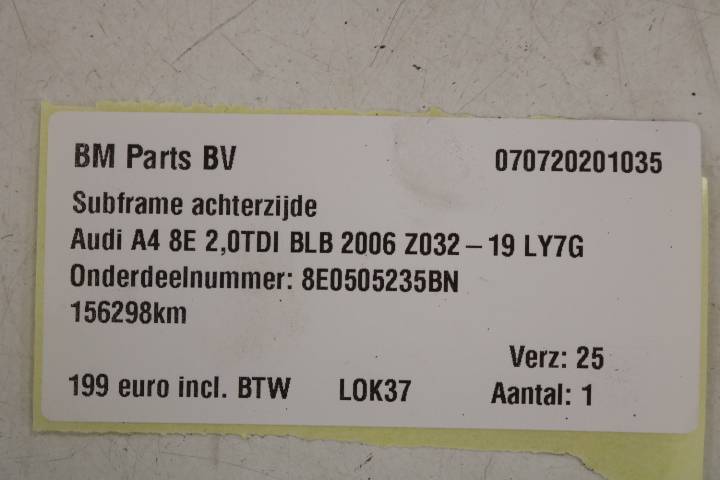 BM Parts BV 070720201035
Subframe achterzijde
Audi A4 8E 2,0TDI BLB 2006 Z032 – 19 LY7G
Onderdeelnummer: 8E0505235BN
156298km
Verz: 25
199 euro incl. BTW LOK37 Aantal: 1